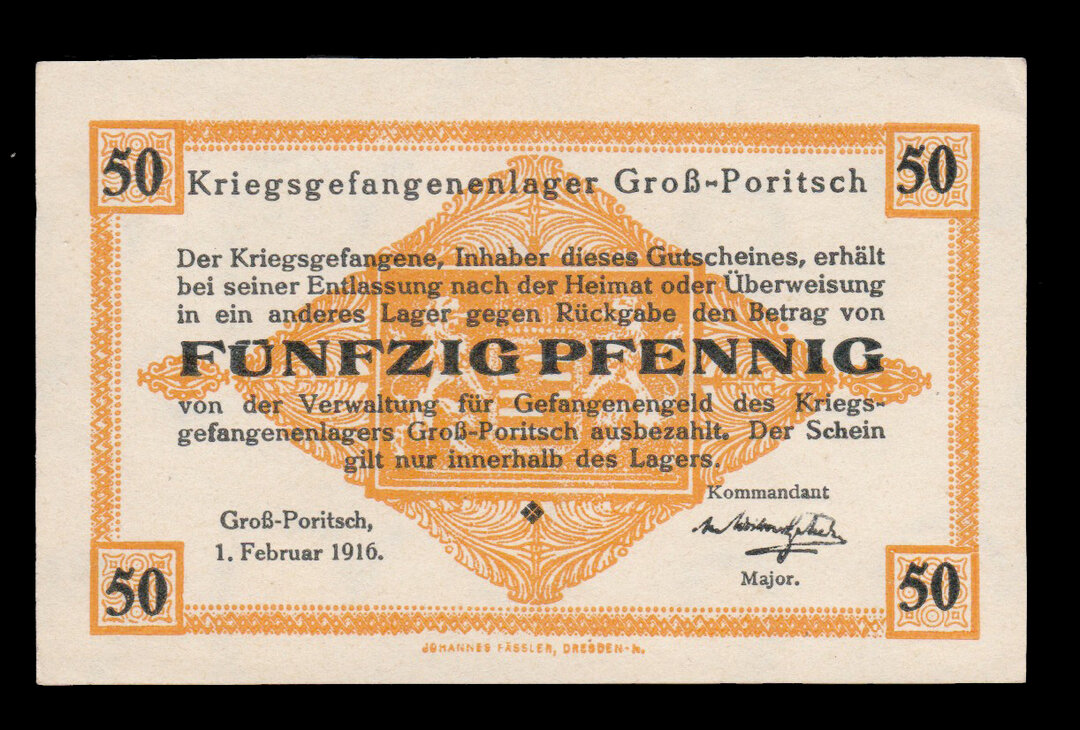 50 Kriegsgefangenenlager Groß-Poritsch 50
Der Kriegsgefangene, Inhaber dieses Gutscheines, erhält
bei seiner Entlassung nach der Heimat oder Überweisung
in ein anderes Lager gegen Rückgabe den Betrag von
FÜNFZIG PFENNIG
von der Verwaltung für Gefangenengeld des Kriegs-
gefangenenlagers Groß-Poritsch ausbezahlt. Der Schein
gilt nur innerhalb des Lagers.
Groß-Poritsch,
1. Februar 1916.
Kommandant
Major.
50 50
JOHANNES FÄSSLER, DRESDEN-N.